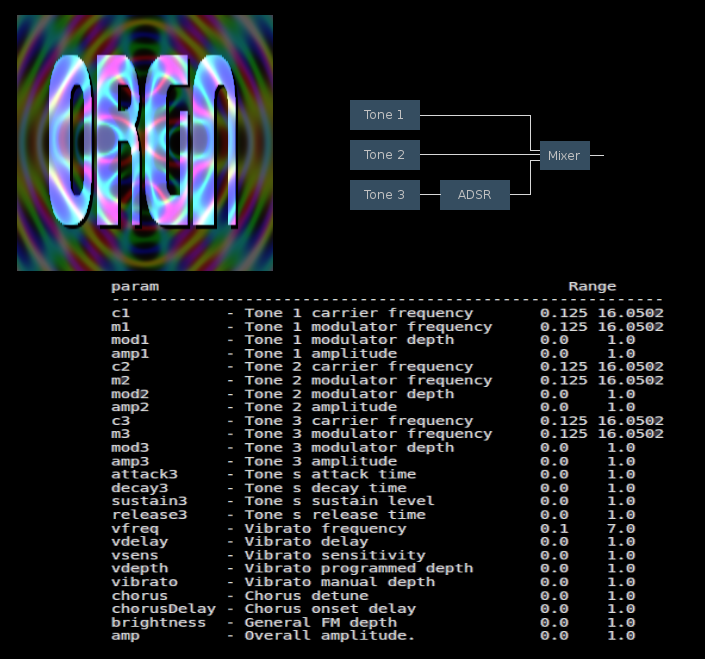 ORGN
Tone 1
Tone 2
Mixer
Tone 3
ADSR
param Range
------------------------------------------------------------
c1 - Tone 1 carrier frequency 0.125 16.0502
m1 - Tone 1 modulator frequency 0.125 16.0502
mod1 - Tone 1 modulator depth 0.0 1.0
amp1 - Tone 1 amplitude 0.0 1.0
c2 - Tone 2 carrier frequency 0.125 16.0502
m2 - Tone 2 modulator frequency 0.125 16.0502
mod2 - Tone 2 modulator depth 0.0 1.0
amp2 - Tone 2 amplitude 0.0 1.0
c3 - Tone 3 carrier frequency 0.125 16.0502
m3 - Tone 3 modulator frequency 0.125 16.0502
mod3 - Tone 3 modulator depth 0.0 1.0
amp3 - Tone 3 amplitude 0.0 1.0
attack3 - Tone s attack time 0.0 1.0
decay3 - Tone s decay time 0.0 1.0
sustain3 - Tone s sustain level 0.0 1.0
release3 - Tone s release time 0.0 1.0
vfreq - Vibrato frequency 0.1 7.0
vdelay - Vibrato delay 0.0 1.0
vsens - Vibrato sensitivity 0.0 1.0
vdepth - Vibrato programmed depth 0.0 1.0
vibrato - Vibrato manual depth 0.0 1.0
chorus - Chorus detune 0.0 1.0
chorusDelay - Chorus onset delay 0.0 1.0
brightness - General FM depth 0.0 1.0
amp - Overall amplitude. 0.0 1.0